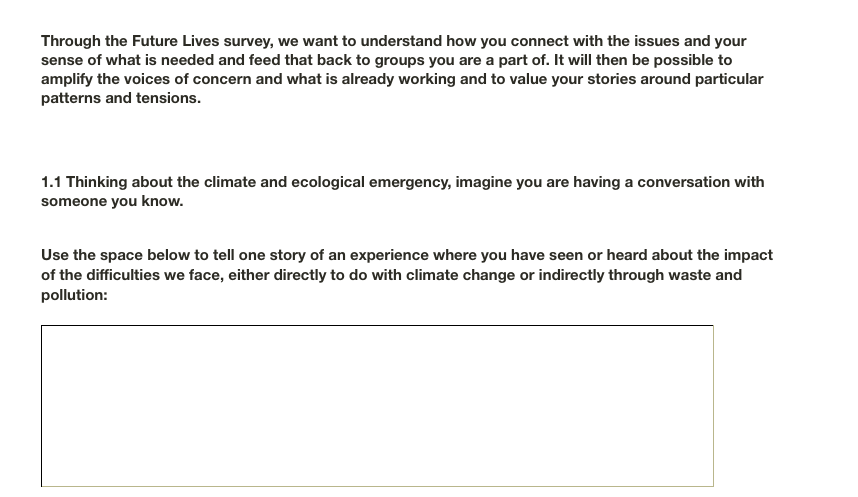 Through the Future Lives survey, we want to understand how you connect with the issues and your
sense of what is needed and feed that back to groups you are a part of. It will then be possible to
amplify the voices of concern and what is already working and to value your stories around particular
patterns and tensions.
1.1 Thinking about the climate and ecological emergency, imagine you are having a conversation with
someone you know.
Use the space below to tell one story of an experience where you have seen or heard about the impact
of the difficulties we face, either directly to do with climate change or indirectly through waste and
pollution: